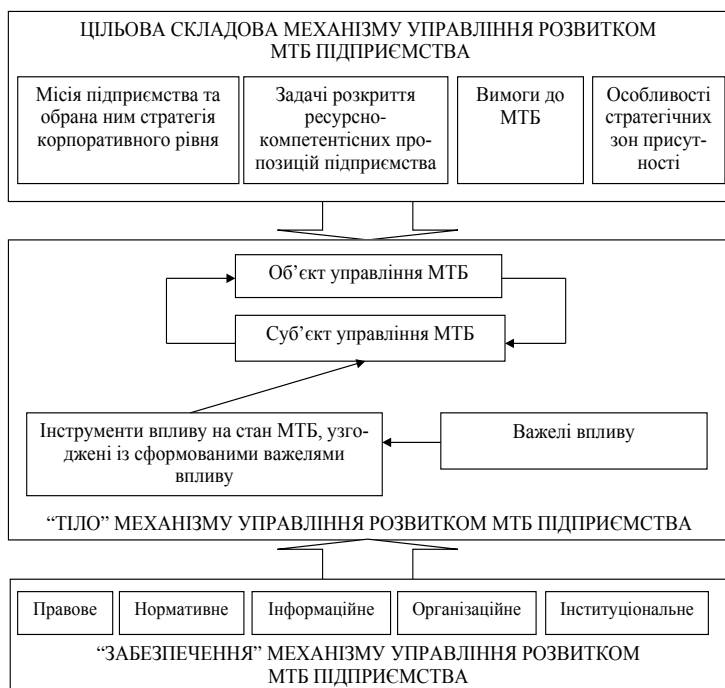 ЦІЛЬОВА СКЛАДОВА МЕХАНІЗМУ УПРАВЛІННЯ РОЗВИТКОМ
МТБ ПІДПРИЄМСТВА
Місія підприємства та
обрана ним стратегія
корпоративного рівня
Задачі розкриття
ресурсно-
компетентісних про-
позицій підприємства
Вимоги до
МТБ
Особливості
стратегічних
зон присут-
ності
Об’єкт управління МТБ
Суб’єкт управління МТБ
Інструменти впливу на стан МТБ, узго-
джені із сформованими важелями
впливу
Важелі впливу
“ТІЛО” МЕХАНІЗМУ УПРАВЛІННЯ РОЗВИТКОМ МТБ ПІДПРИЄМСТВА
Правове
Нормативне
Інформаційне
Організаційне
Інституціональне
“ЗАБЕЗПЕЧЕННЯ” МЕХАНІЗМУ УПРАВЛІННЯ РОЗВИТКОМ
МТБ ПІДПРИЄМСТВА